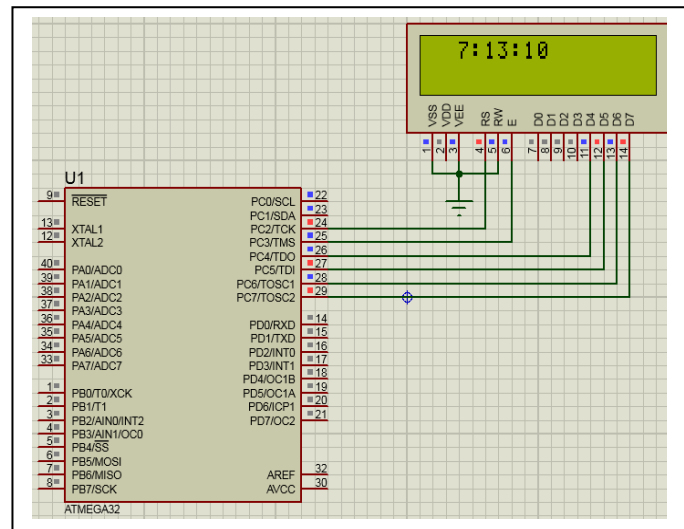 7:13:10
VSS
VDD
VEE
RS
RW
E
D0
D1
D2
D3
D4
D5
D6
D7
1
2
3
4
5
6
7
8
9
10
11
12
13
14
U1
9 RESET
13 XTAL1
12 XTAL2
40 PA0/ADC0
39 PA1/ADC1
38 PA2/ADC2
37 PA3/ADC3
36 PA4/ADC4
35 PA5/ADC5
34 PA6/ADC6
33 PA7/ADC7
1 PB0/T0/XCK
2 PB1/T1
3 PB2/AIN0/INT2
4 PB3/AIN1/OC0
5 PB4/SS
6 PB5/MOSI
7 PB6/MISO
8 PB7/SCK
PC0/SCL 22
PC1/SDA 23
PC2/TCK 24
PC3/TMS 25
PC4/TDO 26
PC5/TDI 27
PC6/TOSC1 28
PC7/TOSC2 29
PD0/RXD 14
PD1/TXD 15
PD2/INT0 16
PD3/INT1 17
PD4/OC1B 18
PD5/OC1A 19
PD6/ICP1 20
PD7/OC2 21
AREF 32
AVCC 30
ATMEGA32